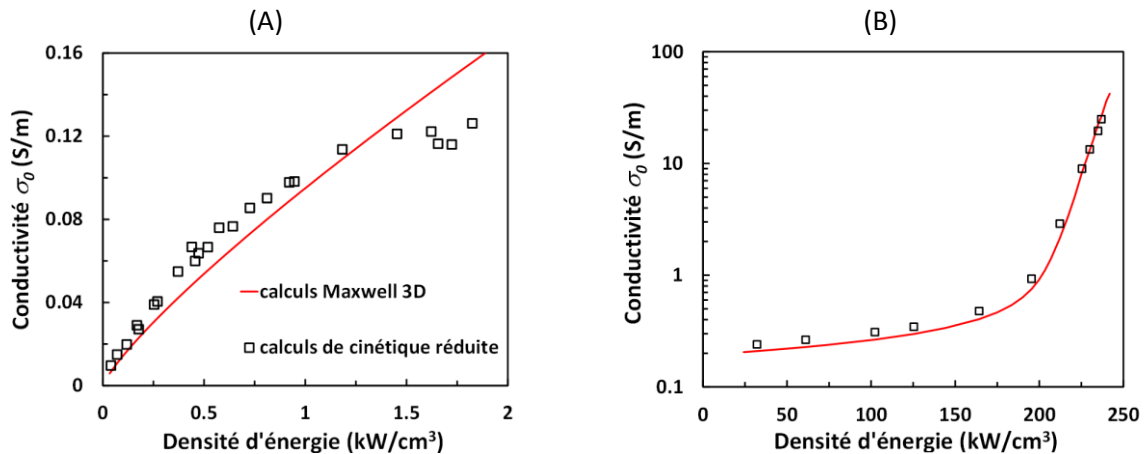 (A)
Conductivité σ0 (S/m)
0.16
0.12
0.08
0.04
0
0 0.5 1 1.5 2
Densité d'énergie (kW/cm³)
calculs Maxwell 3D
calculs de cinétique réduite
(B)
Conductivité σ0 (S/m)
100
10
1
0.1
0 50 100 150 200 250
Densité d'énergie (kW/cm³)